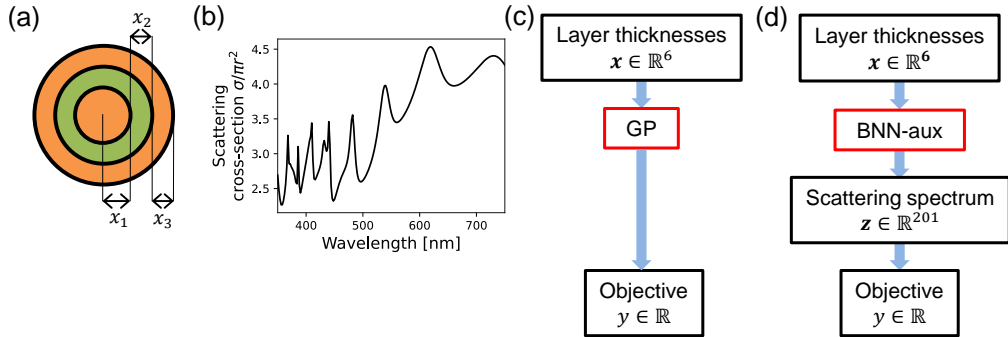 (a)
x₂
x₁
x₃
(b)
Scattering
cross-section σ/πr²
4.5
4.0
3.5
3.0
2.5
400
500
600
700
Wavelength [nm]
(c)
Layer thicknesses
x ∈ ℝ⁶
GP
Objective
y ∈ ℝ
(d)
Layer thicknesses
x ∈ ℝ⁶
BNN-aux
Scattering spectrum
z ∈ ℝ²⁰¹
Objective
y ∈ ℝ